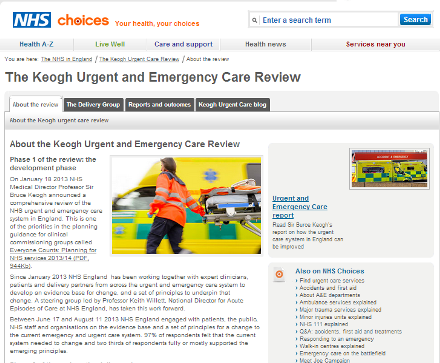 NHS choices Your health, your choices
Enter a search term Search
Health A-Z Live Well Care and support Health news Services near you
You are here: The NHS in England / The Keogh Urgent Care Review / About the review
The Keogh Urgent and Emergency Care Review
About the review The Delivery Group Reports and outcomes Keogh Urgent Care blog
About the Keogh urgent care review
About the Keogh Urgent and Emergency Care Review
Phase 1 of the review: the
development phase
On January 18 2013 NHS
Medical Director Professor Sir
Bruce Keogh announced a
comprehensive review of the
NHS urgent and emergency care
system in England. This is one
of the priorities in the planning
guidance for clinical
commissioning groups called
Everyone Counts: Planning for
NHS services 2013/14 (PDF,
944Kb).
Since January 2013 NHS England has been working together with expert clinicians,
patients and delivery partners from across the urgent and emergency care system to
develop an evidence base for change, and a set of principles to underpin that
change. A steering group led by Professor Keith Willett, National Director for Acute
Episodes of Care at NHS England, has taken this work forward.
Between June 17 and August 11 2013 NHS England engaged with patients, the public,
NHS staff and organisations on the evidence base and a set of principles for a change to
the current emergency and urgent care system. 97% of respondents felt that the current
system needed to change and two thirds of respondents fully or mostly supported the
emerging principles.
Urgent and
Emergency Care
report
Read Sir Bruce Keogh's
report on how the urgent
care system in England can
be improved
Also on NHS Choices
Find urgent care services
Accidents and first aid
About A&E departments
Ambulance services explained
Major trauma services explained
Minor injuries units explained
NHS 111 explained
Q&A: accidents, first aid and treatments
Responding to an emergency
Walk-in centres explained
Emergency care on the battlefield
Meet Joe Campion